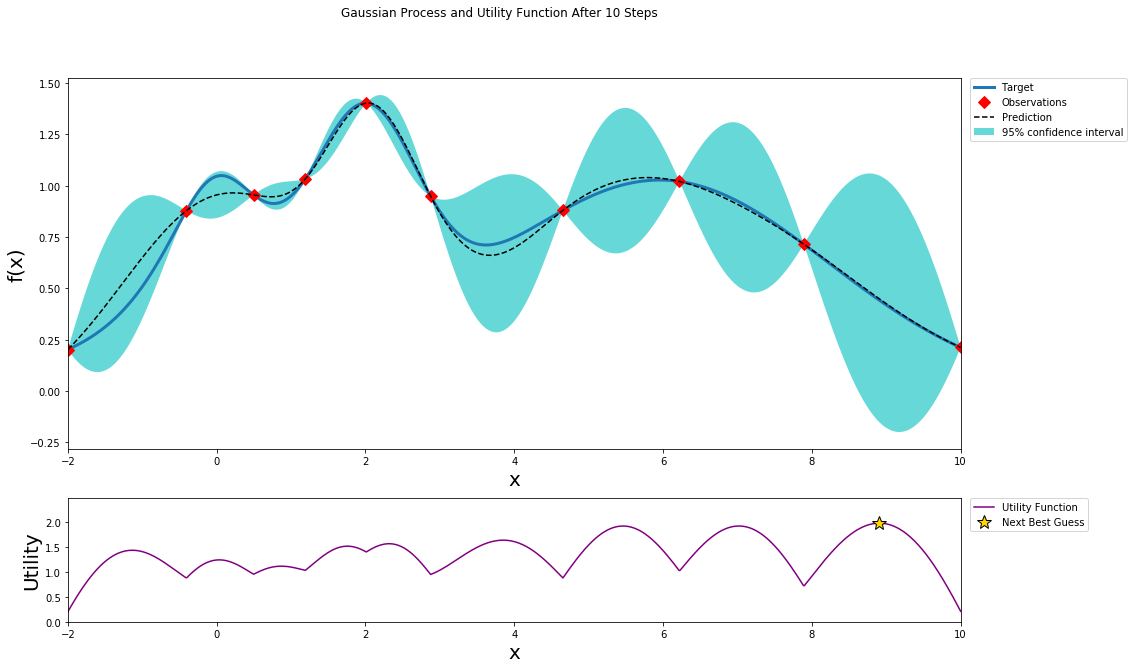 Gaussian Process and Utility Function After 10 Steps
1.50
1.25
1.00
0.75
0.50
0.25
0.00
−0.25
f(x)
−2 0 2 4 6 8 10
x
Target
Observations
Prediction
95% confidence interval
2.0
1.5
1.0
0.5
0.0
Utility
−2 0 2 4 6 8 10
x
Utility Function
Next Best Guess